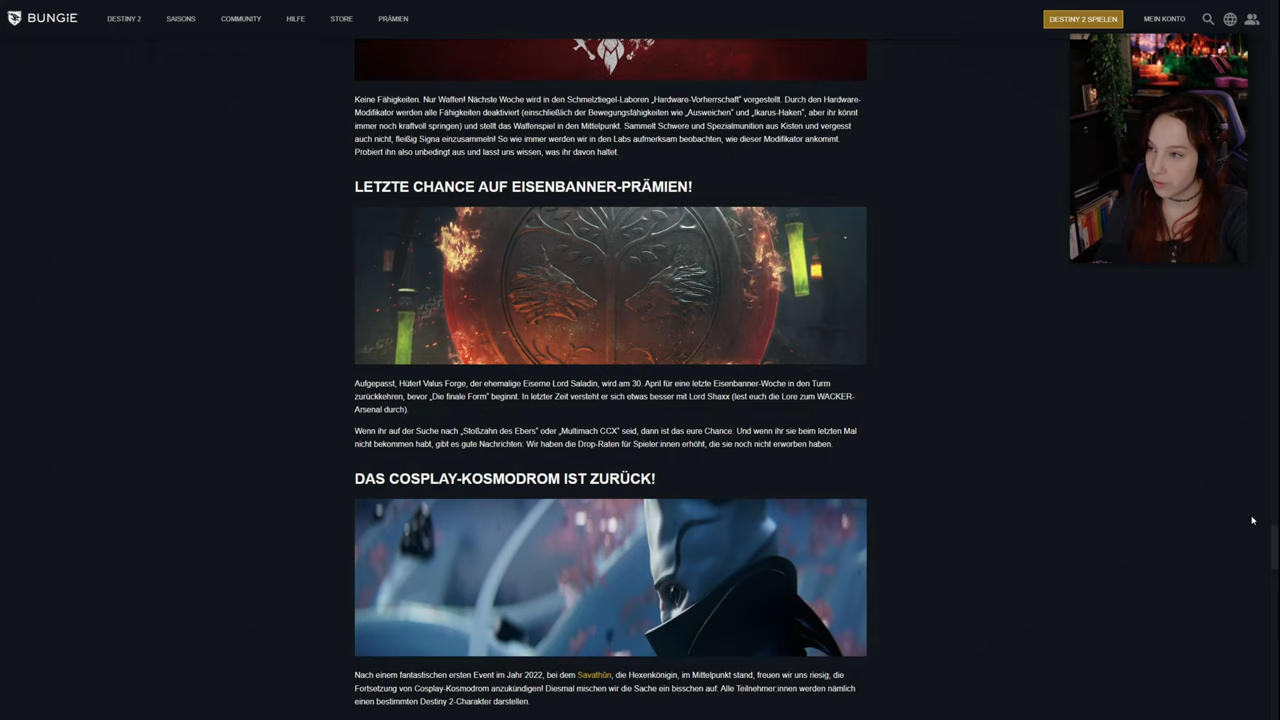 BUNGiE DESTINY 2 SAISONS COMMUNITY HILFE STORE PRÄMIEN DESTINY 2 SPIELEN MEIN KONTO
Keine Fähigkeiten. Nur Waffen! Nächste Woche wird in den Schmelztiegel-Laboren „Hardware-Vorherrschaft" vorgestellt. Durch den Hardware-
Modifikator werden alle Fähigkeiten deaktiviert (einschließlich der Bewegungsfähigkeiten wie „Ausweichen" und „Ikarus-Haken", aber ihr könnt
immer noch kraftvoll springen) und stellt das Waffenspiel in den Mittelpunkt. Sammelt Schwere und Spezialmunition aus Kisten und vergesst
auch nicht, fleißig Signa einzusammeln! So wie immer werden wir in den Labs aufmerksam beobachten, wie dieser Modifikator ankommt.
Probiert ihn also unbedingt aus und lasst uns wissen, was ihr davon haltet.
LETZTE CHANCE AUF EISENBANNER-PRÄMIEN!
Aufgepasst, Hüter! Valus Forge, der ehemalige Eiserne Lord Saladin, wird am 30. April für eine letzte Eisenbanner-Woche in den Turm
zurückkehren, bevor „Die finale Form" beginnt. In letzter Zeit versteht er sich etwas besser mit Lord Shaxx (lest euch die Lore zum WACKER-
Arsenal durch).
Wenn ihr auf der Suche nach „Stoßzahn des Ebers" oder „Multimach CCX" seid, dann ist das eure Chance. Und wenn ihr sie beim letzten Mal
nicht bekommen habt, gibt es gute Nachrichten: Wir haben die Drop-Raten für Spieler:innen erhöht, die sie noch nicht erworben haben.
DAS COSPLAY-KOSMODROM IST ZURÜCK!
Nach einem fantastischen ersten Event im Jahr 2022, bei dem Savathûn, die Hexenkönigin, im Mittelpunkt stand, freuen wir uns riesig, die
Fortsetzung von Cosplay-Kosmodrom anzukündigen! Diesmal mischen wir die Sache ein bisschen auf: Alle Teilnehmer:innen werden nämlich
einen bestimmten Destiny 2-Charakter darstellen.